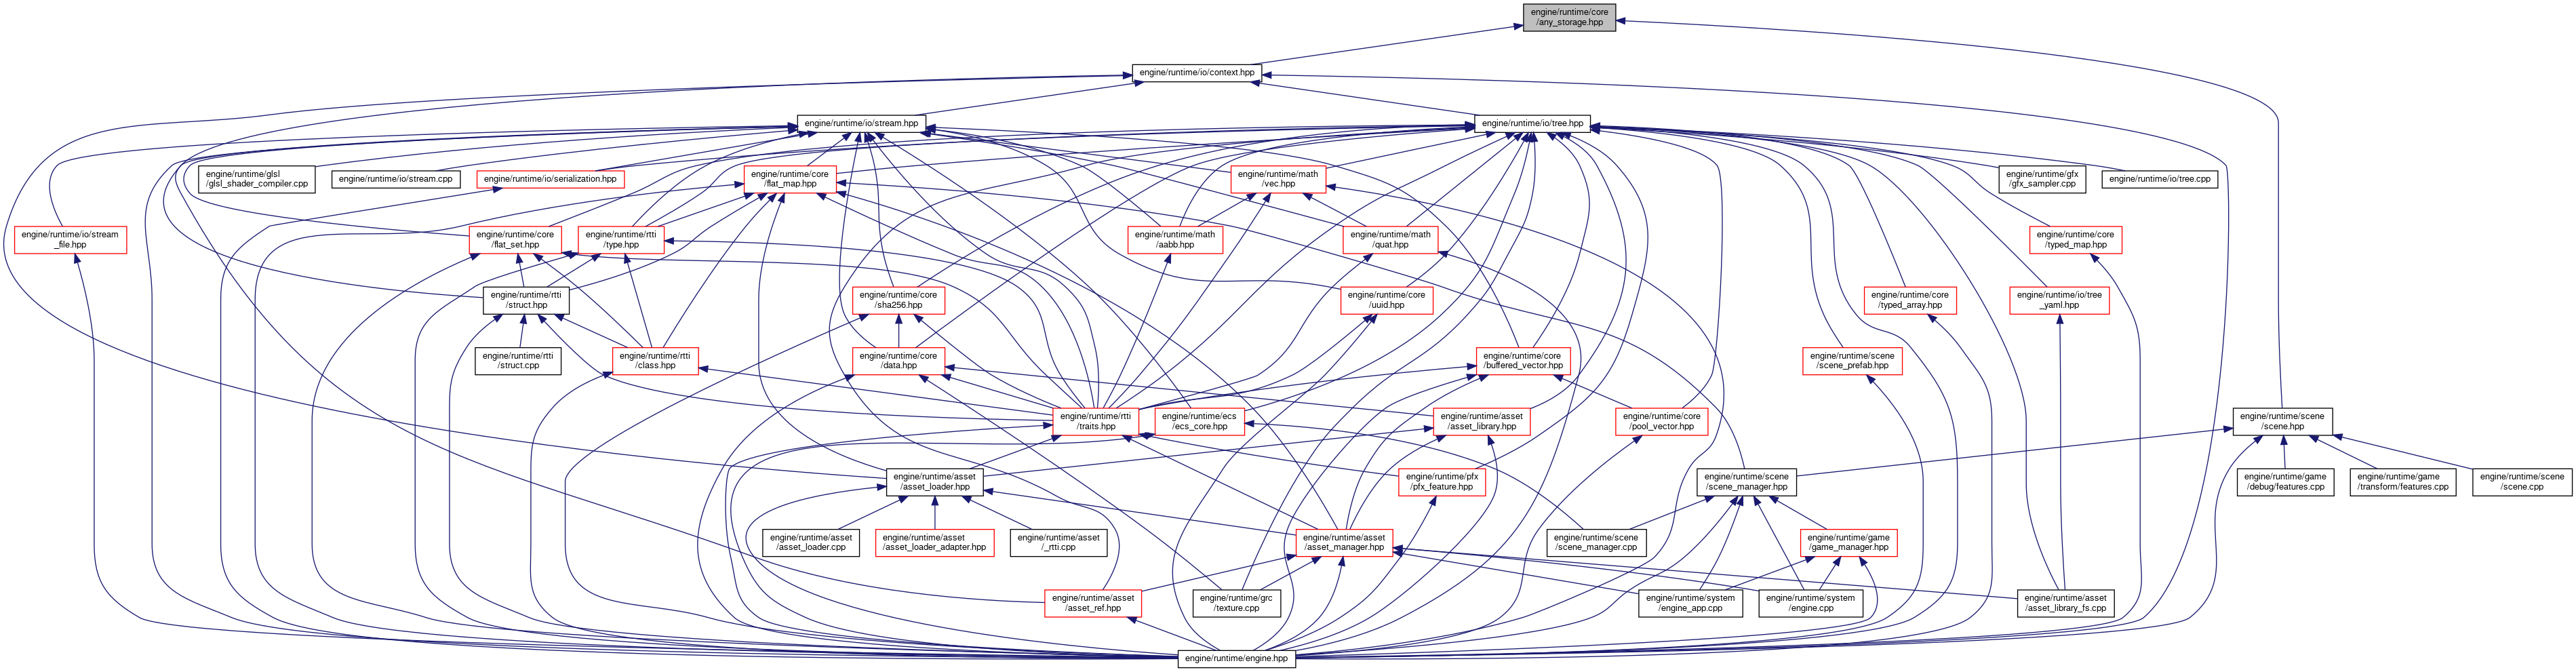 engine/runtime/core
/any_storage.hpp
engine/runtime/io/context.hpp
engine/runtime/io/stream.hpp
engine/runtime/io/tree.hpp
engine/runtime/glsl
/glsl_shader_compiler.cpp
engine/runtime/io/stream.cpp
engine/runtime/io/serialization.hpp
engine/runtime/core
/flat_map.hpp
engine/runtime/math
/vec.hpp
engine/runtime/gfx
/gfx_sampler.cpp
engine/runtime/io/tree.cpp
engine/runtime/io/stream
_file.hpp
engine/runtime/core
/flat_set.hpp
engine/runtime/rtti
/type.hpp
engine/runtime/math
/aabb.hpp
engine/runtime/math
/quat.hpp
engine/runtime/core
/typed_map.hpp
engine/runtime/rtti
/struct.hpp
engine/runtime/core
/sha256.hpp
engine/runtime/core
/uuid.hpp
engine/runtime/core
/typed_array.hpp
engine/runtime/io/tree
_yaml.hpp
engine/runtime/rtti
/struct.cpp
engine/runtime/rtti
/class.hpp
engine/runtime/core
/data.hpp
engine/runtime/core
/buffered_vector.hpp
engine/runtime/scene
/scene_prefab.hpp
engine/runtime/rtti
/traits.hpp
engine/runtime/ecs
/ecs_core.hpp
engine/runtime/asset
/asset_library.hpp
engine/runtime/core
/pool_vector.hpp
engine/runtime/scene
/scene.hpp
engine/runtime/asset
/asset_loader.hpp
engine/runtime/pfx
/pfx_feature.hpp
engine/runtime/scene
/scene_manager.hpp
engine/runtime/game
/debug/features.cpp
engine/runtime/game
/transform/features.cpp
engine/runtime/scene
/scene.cpp
engine/runtime/asset
/asset_loader.cpp
engine/runtime/asset
/asset_loader_adapter.hpp
engine/runtime/asset
/_rtti.cpp
engine/runtime/asset
/asset_manager.hpp
engine/runtime/scene
/scene_manager.cpp
engine/runtime/game
/game_manager.hpp
engine/runtime/asset
/asset_ref.hpp
engine/runtime/grc
/texture.cpp
engine/runtime/system
/engine_app.cpp
engine/runtime/system
/engine.cpp
engine/runtime/asset
/asset_library_fs.cpp
engine/runtime/engine.hpp